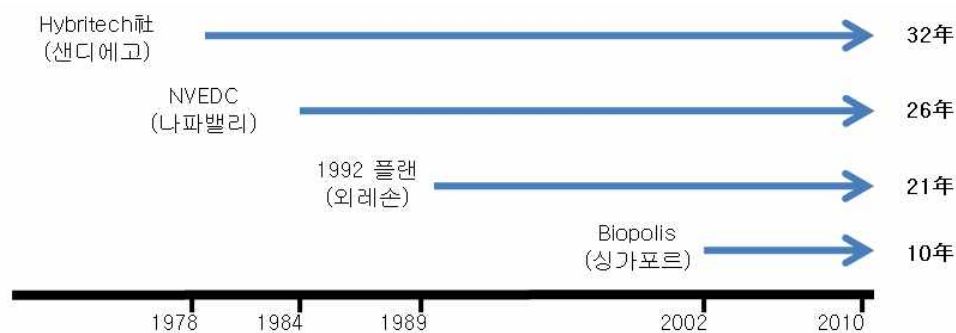 Hybritech社
(샌디에고)
32年
NVEDC
(나파밸리)
26年
1992 플랜
(외레손)
21年
Biopolis
(싱가포르)
10年
1978 1984 1989 2002 2010